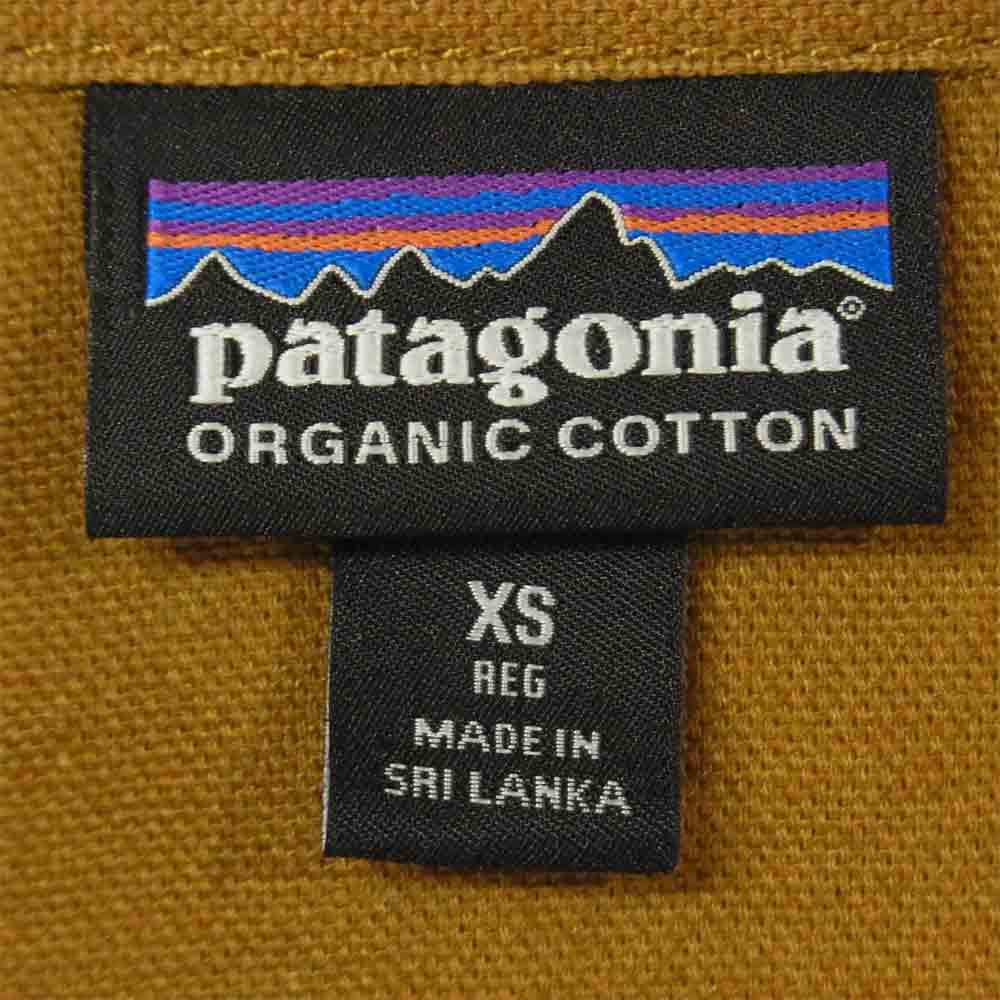 patagonia®
ORGANIC COTTON
XS
REG
MADE IN
SRI LANKA